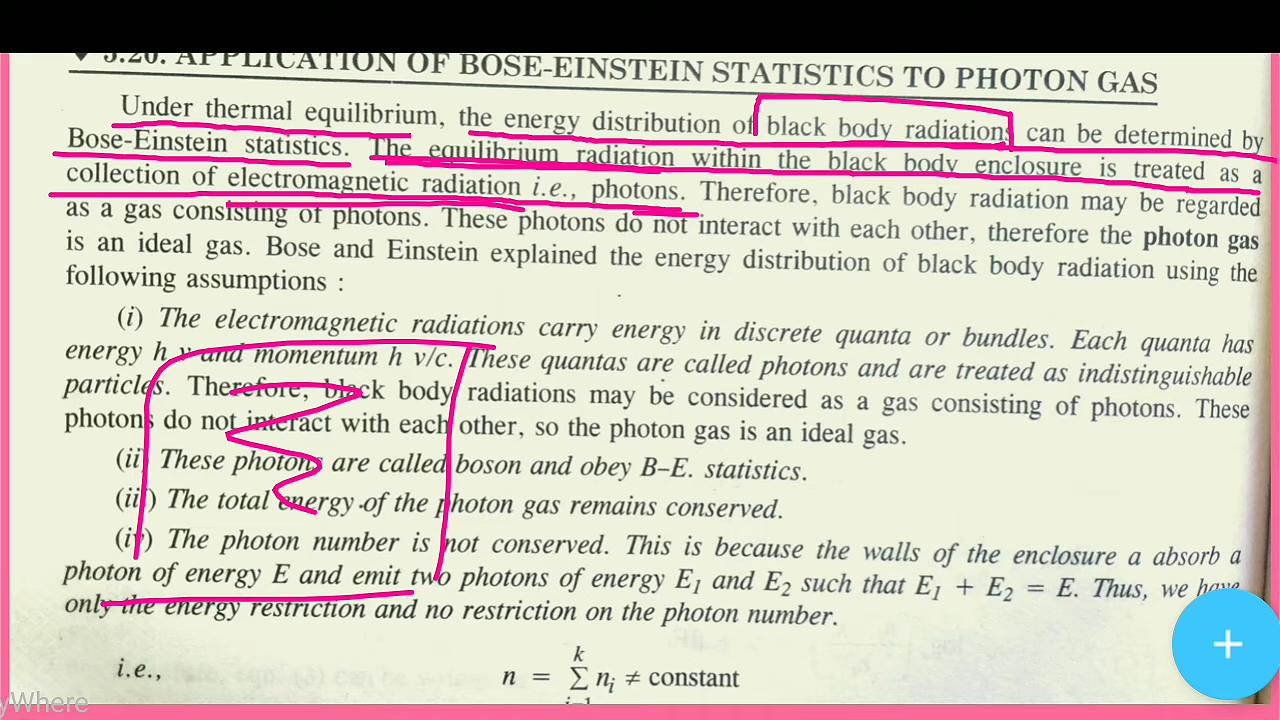 5.20. APPLICATION OF BOSE-EINSTEIN STATISTICS TO PHOTON GAS
Under thermal equilibrium, the energy distribution of black body radiations can be determined by
Bose-Einstein statistics. The equilibrium radiation within the black body enclosure is treated as a
collection of electromagnetic radiation i.e., photons. Therefore, black body radiation may be regarded
as a gas consisting of photons. These photons do not interact with each other, therefore the photon gas
is an ideal gas. Bose and Einstein explained the energy distribution of black body radiation using the
following assumptions :
(i) The electromagnetic radiations carry energy in discrete quanta or bundles. Each quanta has
energy h ν and momentum h ν/c. These quantas are called photons and are treated as indistinguishable
particles. Therefore, black body radiations may be considered as a gas consisting of photons. These
photons do not interact with each other, so the photon gas is an ideal gas.
(ii) These photons are called boson and obey B–E. statistics.
(iii) The total energy of the photon gas remains conserved.
(iv) The photon number is not conserved. This is because the walls of the enclosure a absorb a
photon of energy E and emit two photons of energy E₁ and E₂ such that E₁ + E₂ = E. Thus, we have
only the energy restriction and no restriction on the photon number.
i.e., n = k ∑ nᵢ ≠ constant
i=1
yWhere